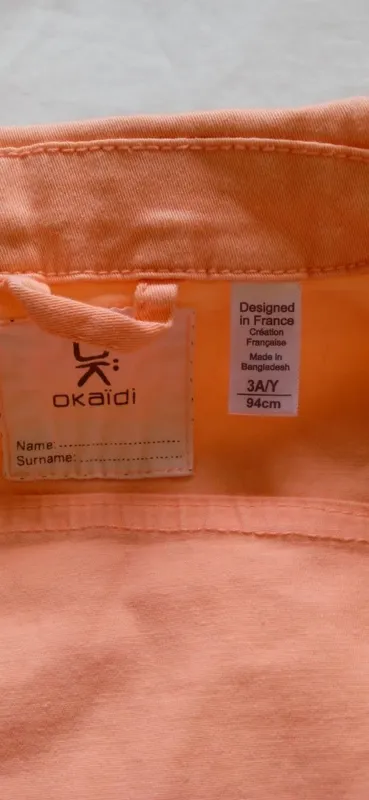 okaïdi
Name:
Surname:
Designed
in France
Création
Française
Made in
Bangladesh
3A/Y
94cm